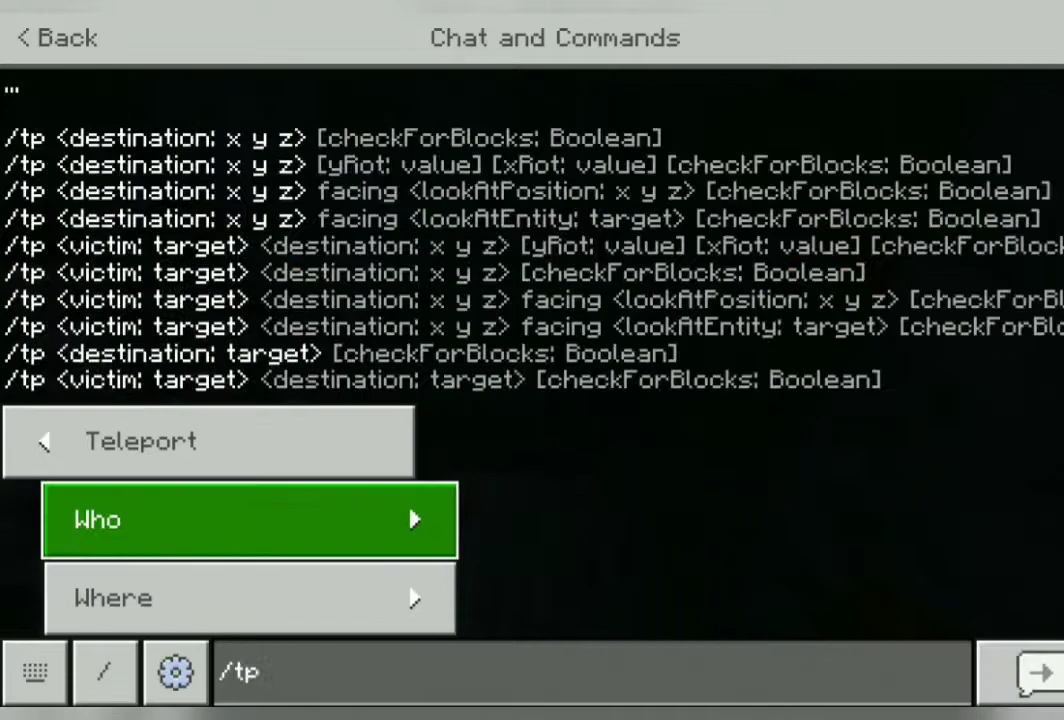 < Back
Chat and Commands
...
/tp <destination: x y z> [checkForBlocks: Boolean]
/tp <destination: x y z> [yRot: value] [xRot: value] [checkForBlocks: Boolean]
/tp <destination: x y z> facing <lookAtPosition: x y z> [checkForBlocks: Boolean]
/tp <destination: x y z> facing <lookAtEntity: target> [checkForBlocks: Boolean]
/tp <victim: target> <destination: x y z> [yRot: value] [xRot: value] [checkForBloc
/tp <victim: target> <destination: x y z> [checkForBlocks: Boolean]
/tp <victim: target> <destination: x y z> facing <lookAtPosition: x y z> [checkForBl
/tp <victim: target> <destination: x y z> facing <lookAtEntity: target> [checkForBlo
/tp <destination: target> [checkForBlocks: Boolean]
/tp <victim: target> <destination: target> [checkForBlocks: Boolean]
Teleport
Who
Where
/
/tp